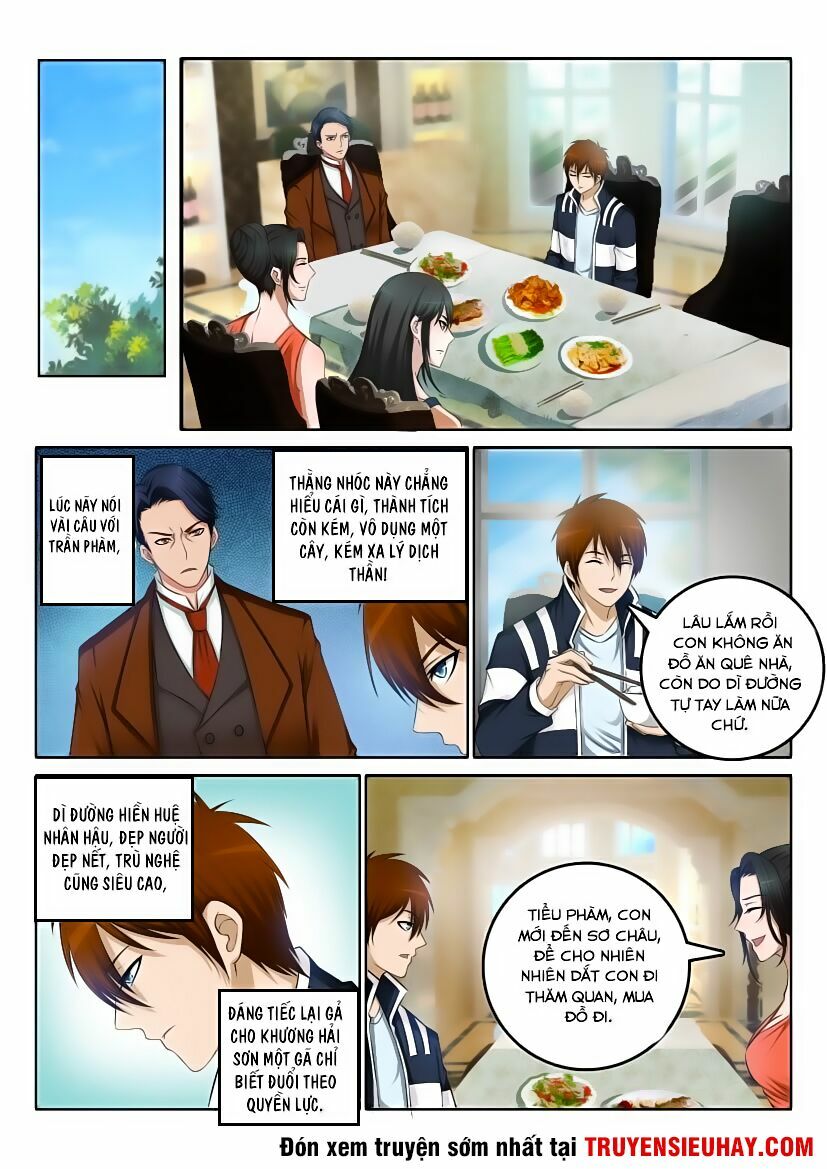 LÚC NÃY NÓI
VÀI CÂU VỚI
TRẦN PHÀM,
THẰNG NHÓC NÀY CHẲNG
HIỂU CÁI GÌ, THÀNH TÍCH
CÒN KÉM, VÔ DỤNG MỘT
CÂY, KÉM XA LÝ DỊCH
THẦN!
LÂU LẮM RỒI
CON KHÔNG ĂN
ĐỒ ĂN QUÊ NHÀ,
CÒN DO DÌ ĐƯỜNG
TỰ TAY LÀM NỮA
CHỨ.
DÌ ĐƯỜNG HIỀN HUỆ
NHÂN HẬU, ĐẸP NGƯỜI
ĐẸP NẾT, TRÙ NGHỆ
CŨNG SIÊU CAO,
ĐÁNG TIẾC LẠI GẢ
CHO KHƯƠNG HẢI
SƠN MỘT GÃ CHỈ
BIẾT ĐUỔI THEO
QUYỀN LỰC.
TIỂU PHÀM, CON
MỚI ĐẾN SƠ CHÂU,
ĐỂ CHO NHIÊN
NHIÊN DẮT CON ĐI
THĂM QUAN, MUA
ĐỒ ĐI.
Đón xem truyện sớm nhất tại TRUYENSIEUHAY.COM